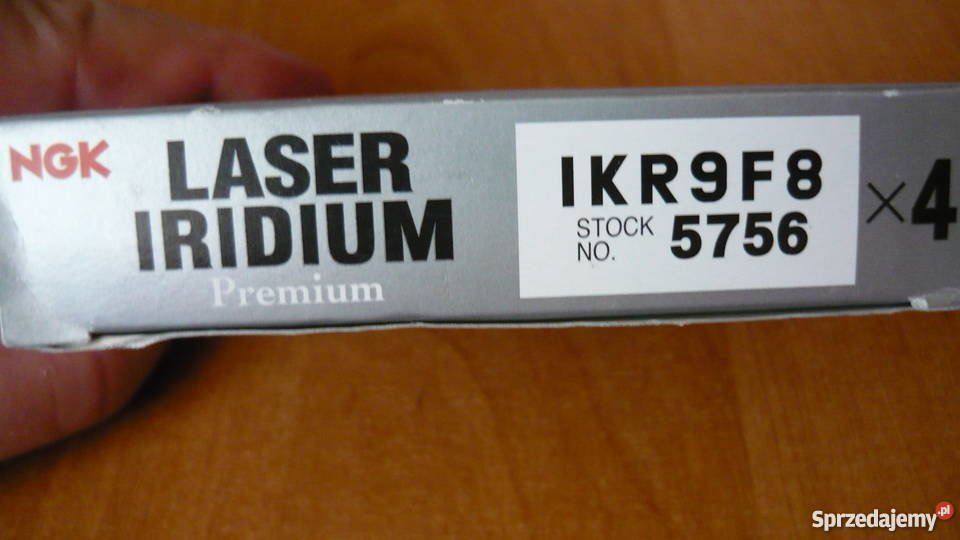 NGK
LASER
IRIDIUM
Premium
IKR9F8
STOCK
NO. 5756
×4
Sprzedajemy.pl